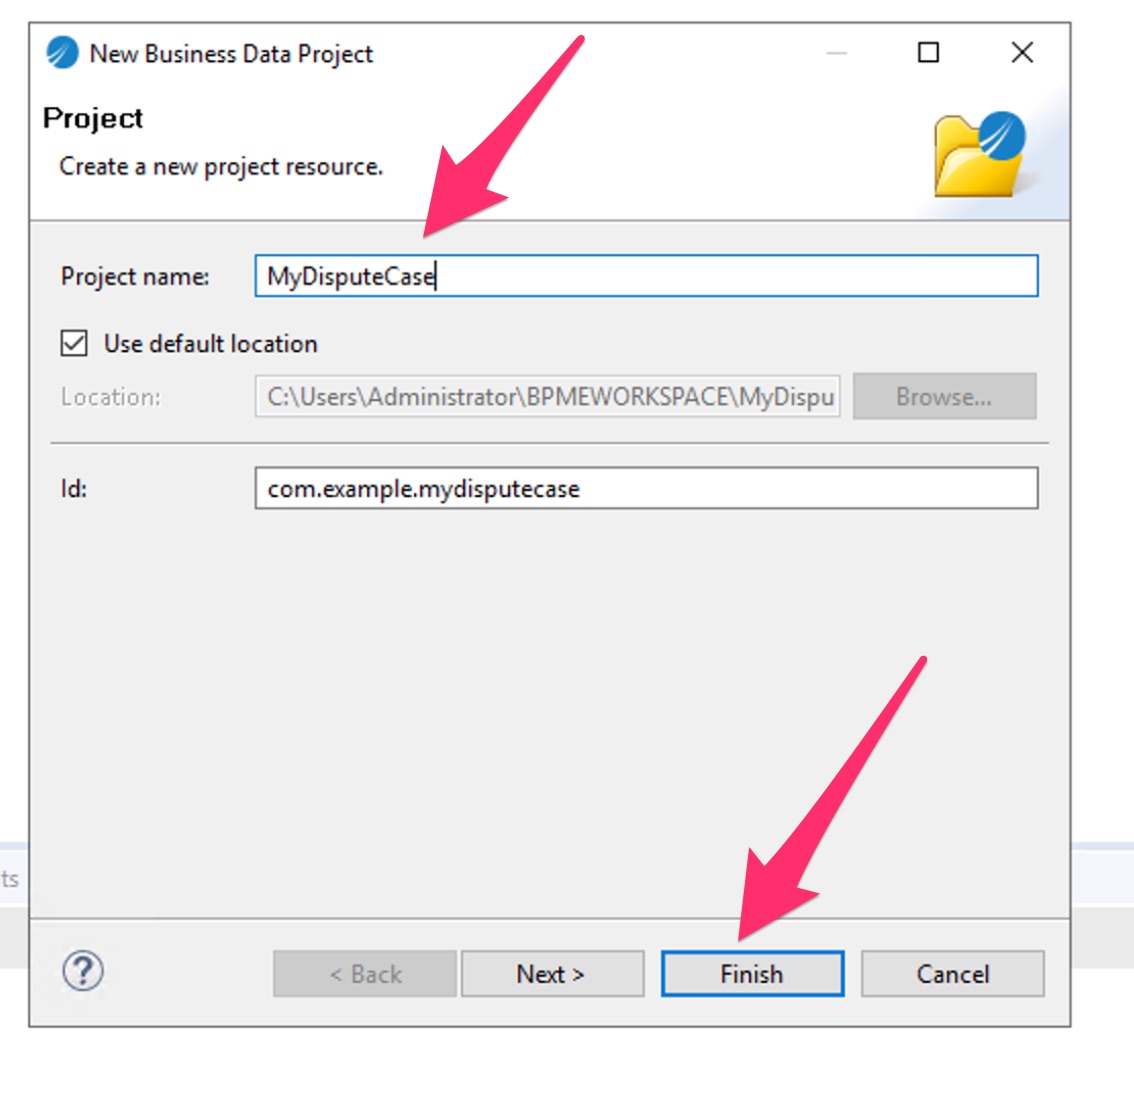 New Business Data Project
Project
Create a new project resource.
Project name: MyDisputeCase
Use default location
Location: C:\Users\Administrator\BPMEWORKSPACE\MyDispu Browse...
Id: com.example.mydisputecase
ts
? < Back Next > Finish Cancel